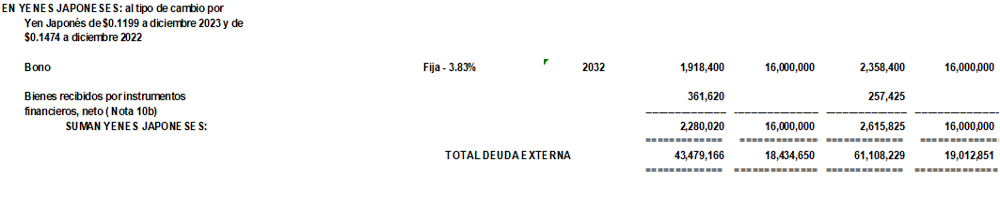 EN YENES JAPONESES: al tipo de cambio por
Yen Japonés de $0.1199 a diciembre 2023 y de
$0.1474 a diciembre 2022
Bono Fija - 3.83% 2032 1,918,400 16,000,000 2,358,400 16,000,000
Bienes recibidos por instrumentos 361,620 257,425
financieros, neto ( Nota 10b)
SUMAN YENES JAPONESES: 2,280,020 16,000,000 2,615,825 16,000,000
TOTAL DEUDA EXTERNA 43,479,166 18,434,650 61,108,229 19,012,851